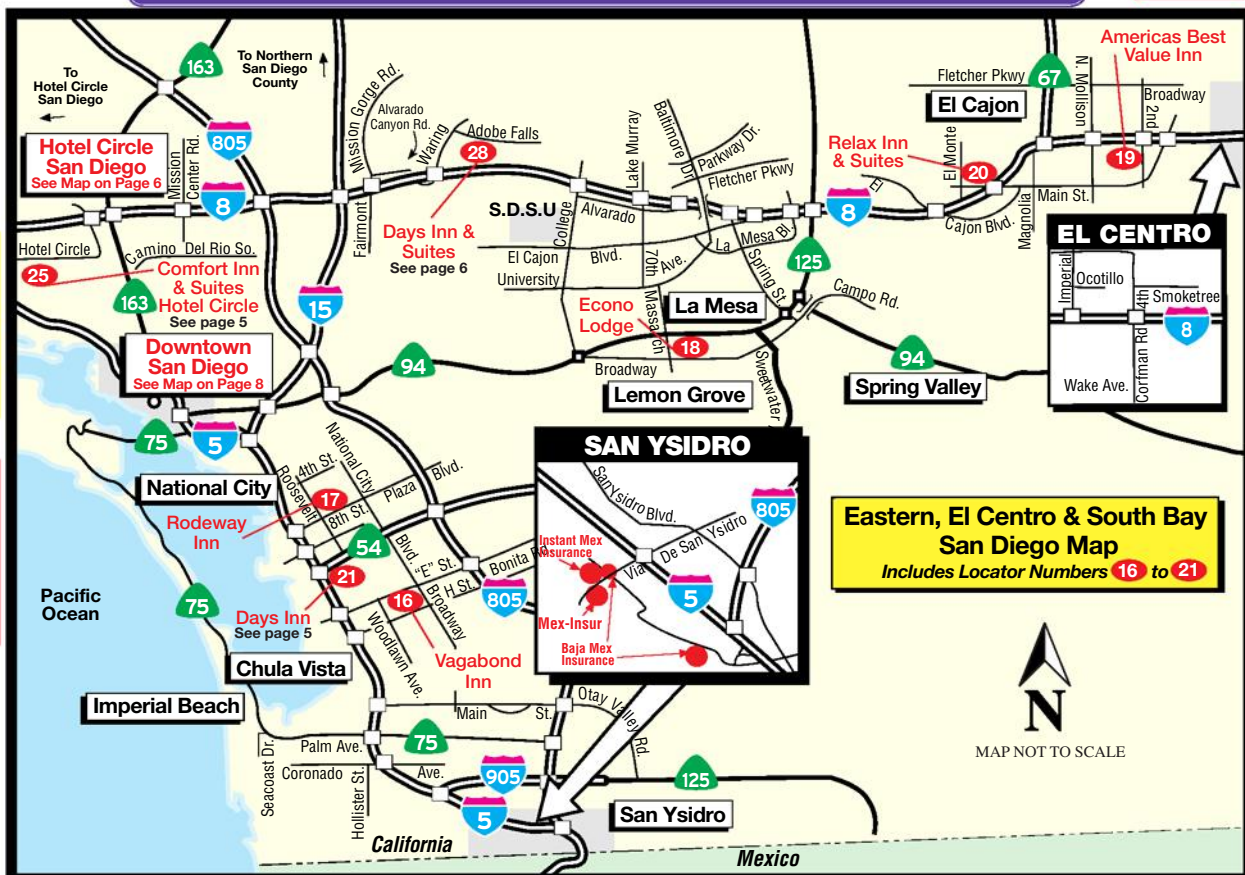 163
To
Hotel Circle
San Diego
To Northern
San Diego
County
Hotel Circle
San Diego
See Map on Page 6
805
Mission
Center Rd.
8
Mission Gorge Rd.
Alvarado
Canyon Rd.
Waring
Adobe Falls
28
Fairmont
Days Inn &
Suites
See page 6
S.D.S.U
College
Alvarado
Lake Murray
Baltimore Dr.
Parkway Dr.
Fletcher Pkwy
El Cajon
Blvd.
University
Ave.
70th
La Mesa Bl.
Spring St.
8
125
Relax Inn
& Suites
20
El Monte
El
Cajon Blvd.
Magnolia
Main St.
El Cajon
67
Fletcher Pkwy
N. Mollison
Broadway
2nd
Americas Best
Value Inn
19
Hotel Circle
25
Camino Del Rio So.
Comfort Inn
& Suites
Hotel Circle
See page 5
163
15
Downtown
San Diego
See Map on Page 8
94
Econo
Lodge
18
Massach
La Mesa
Campo Rd.
Broadway
Lemon Grove
Sweetwater
94
Spring Valley
EL CENTRO
Imperial
Ocotillo
4th
Smoketree
8
Wake Ave.
Corfman Rd
75
5
National City
Roosevelt
4th St.
National City
Blvd.
Plaza Blvd.
17
8th St.
Rodeway
Inn
54
21
Days Inn
See page 5
"E" St.
Bonita Rd
16
H St.
Broadway
805
Woodlawn Ave.
Vagabond
Inn
Pacific
Ocean
75
Chula Vista
Imperial Beach
SAN YSIDRO
San Ysidro
Blvd.
805
Via De San Ysidro
Instant Mex
Insurance
5
Mex-Insur
Baja Mex
Insurance
Eastern, El Centro & South Bay
San Diego Map
Includes Locator Numbers 16 to 21
N
MAP NOT TO SCALE
Main St.
Otay Valley Rd.
Seacoast Dr.
Palm Ave.
75
Coronado Ave.
Hollister St.
905
125
5
San Ysidro
California
Mexico